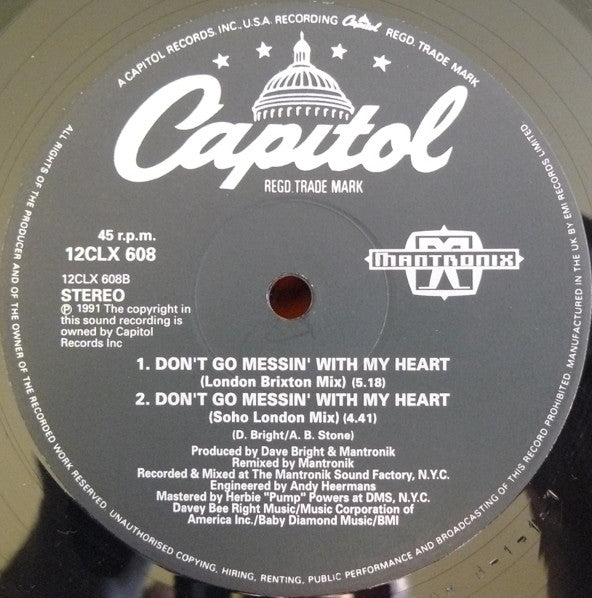 A CAPITOL RECORDS, INC., U.S.A. RECORDING Capitol REGD. TRADE MARK
Capitol
REGD. TRADE MARK
45 r.p.m.
12CLX 608
MANTRONIX
12CLX 608B
STEREO
℗ 1991 The copyright in
this sound recording is
owned by Capitol
Records Inc
1. DON'T GO MESSIN' WITH MY HEART
(London Brixton Mix) (5.18)
2. DON'T GO MESSIN' WITH MY HEART
(Soho London Mix) (4.41)
(D. Bright/A. B. Stone)
Produced by Dave Bright & Mantronik
Remixed by Mantronik
Recorded & Mixed at The Mantronik Sound Factory, N.Y.C.
Engineered by Andy Heermans
Mastered by Herbie "Pump" Powers at DMS, N.Y.C.
Davey Bee Right Music/Music Corporation of
America Inc./Baby Diamond Music/BMI
ALL RIGHTS OF THE PRODUCER AND OF THE OWNER OF THE RECORDED WORK RESERVED. UNAUTHORISED COPYING, HIRING, RENTING, PUBLIC PERFORMANCE AND BROADCASTING OF THIS RECORD PROHIBITED. MANUFACTURED IN THE UK BY EMI RECORDS LIMITED.